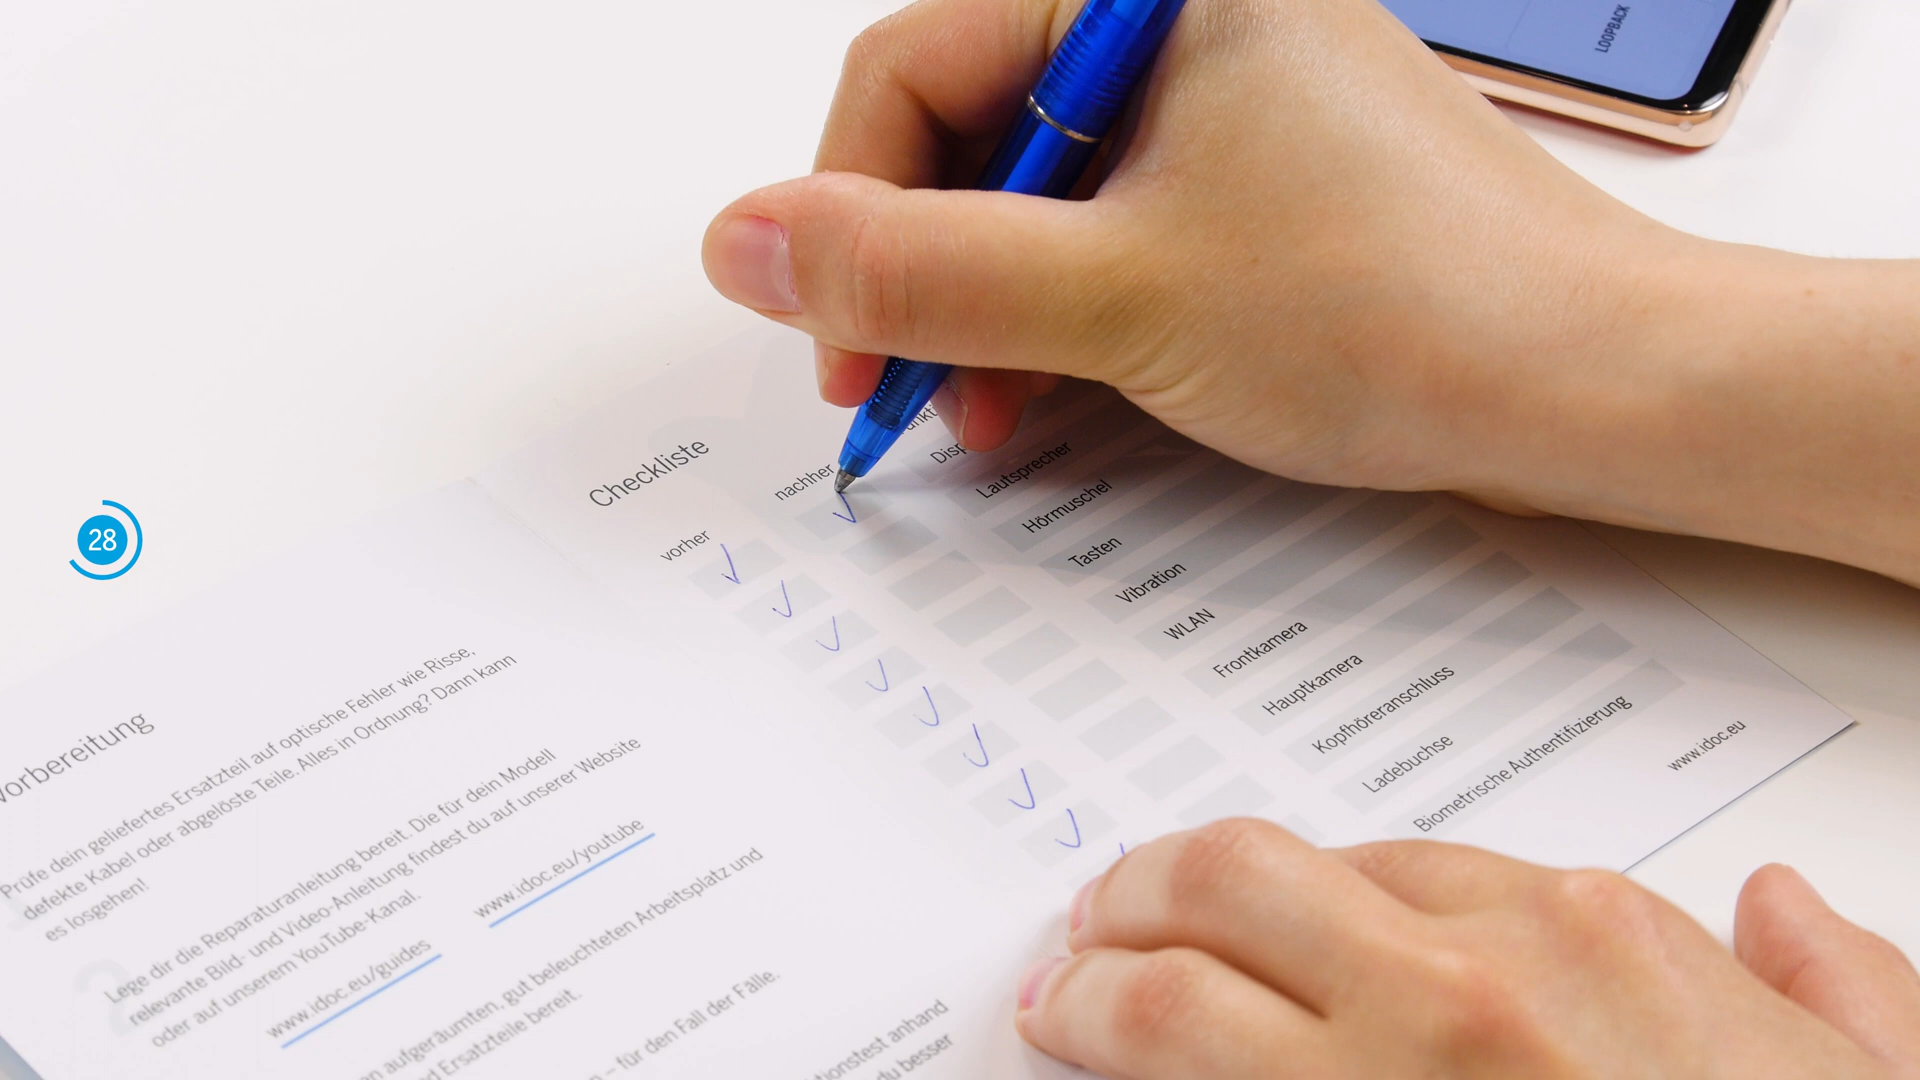 LOOPBACK
28
Vorbereitung
Prüfe dein geliefertes Ersatzteil auf optische Fehler wie Risse,
defekte Kabel oder abgelöste Teile. Alles in Ordnung? Dann kann
es losgehen!
2
Lege dir die Reparaturanleitung bereit. Die für dein Modell
relevante Bild- und Video-Anleitung findest du auf unserer Website
oder auf unserem YouTube-Kanal.
www.idoc.eu/guides
www.idoc.eu/youtube
aufgeräumten, gut beleuchteten Arbeitsplatz und
Ersatzteile bereit.
– für den Fall der Fälle.
anhand
du besser
Checkliste
vorher
nachher
Lautsprecher
Hörmuschel
Tasten
Vibration
WLAN
Frontkamera
Hauptkamera
Kopfhöreranschluss
Ladebuchse
Biometrische Authentifizierung
www.idoc.eu